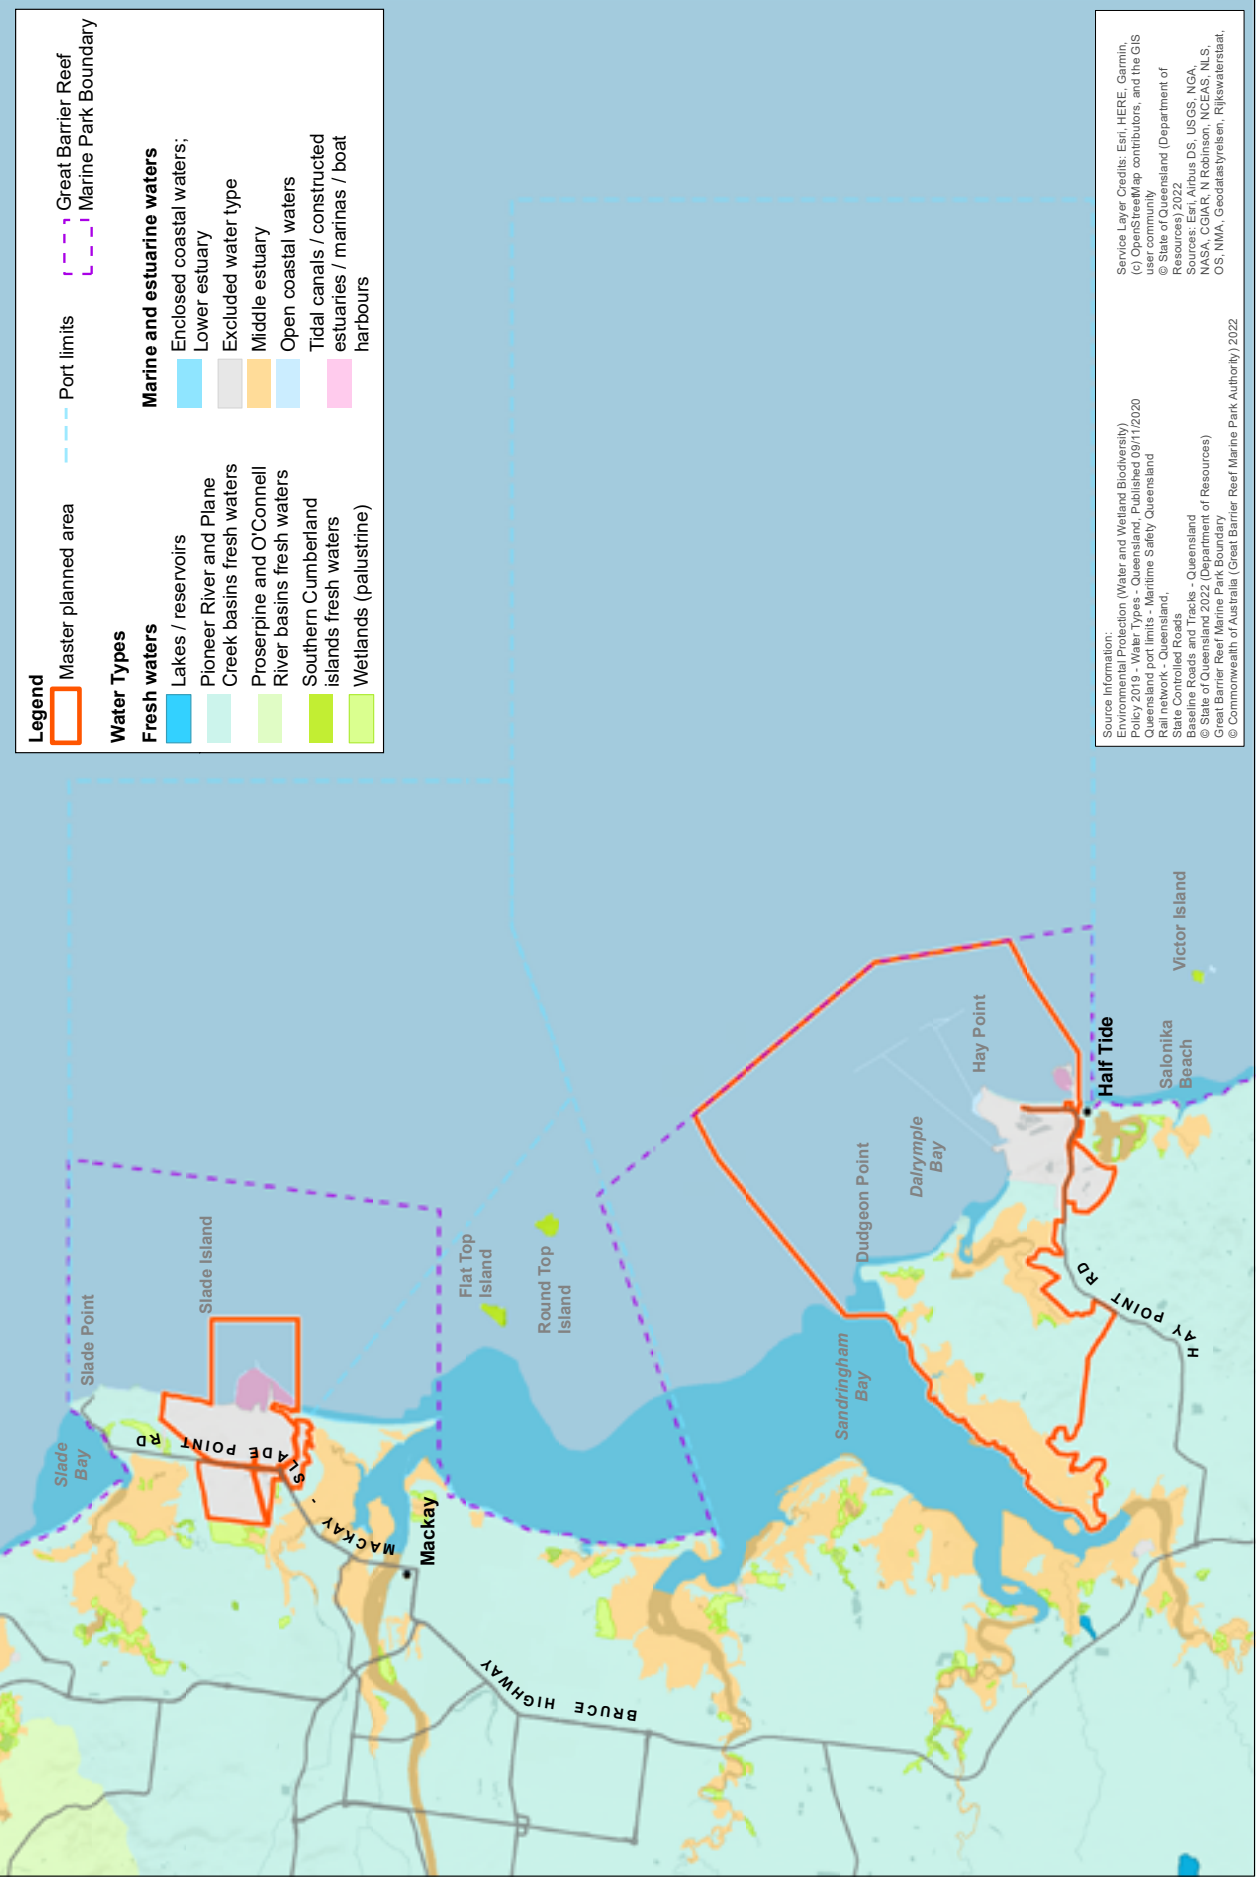 Legend
Master planned area
Port limits
Great Barrier Reef
Marine Park Boundary
Water Types
Fresh waters
Lakes / reservoirs
Pioneer River and Plane
Creek basins fresh waters
Proserpine and O'Connell
River basins fresh waters
Southern Cumberland
islands fresh waters
Wetlands (palustrine)
Marine and estuarine waters
Enclosed coastal waters;
Lower estuary
Excluded water type
Middle estuary
Open coastal waters
Tidal canals / constructed
estuaries / marinas / boat
harbours
Slade Point
Slade Island
Slade
Bay
MACKAY - SLADE POINT RD
Mackay
Flat Top
Island
Round Top
Island
BRUCE HIGHWAY
Sandringham
Bay
Dudgeon Point
Dalrymple
Bay
Hay Point
HAY POINT RD
Half Tide
Salonika
Beach
Victor Island
Source Information:
Environmental Protection (Water and Wetland Biodiversity)
Policy 2019 - Water Types - Queensland, Published 09/11/2020
Queensland port limits - Maritime Safety Queensland
Rail network - Queensland,
State Controlled Roads
Baseline Roads and Tracks - Queensland
© State of Queensland 2022 (Department of Resources)
Great Barrier Reef Marine Park Boundary
© Commonwealth of Australia (Great Barrier Reef Marine Park Authority) 2022
Service Layer Credits: Esri, HERE, Garmin,
(c) OpenStreetMap contributors, and the GIS
user community
© State of Queensland (Department of
Resources) 2022
Sources: Esri, Airbus DS, USGS, NGA,
NASA, CGIAR, N Robinson, NCEAS, NLS,
OS, NMA, Geodatastyrelsen, Rijkswaterstaat,